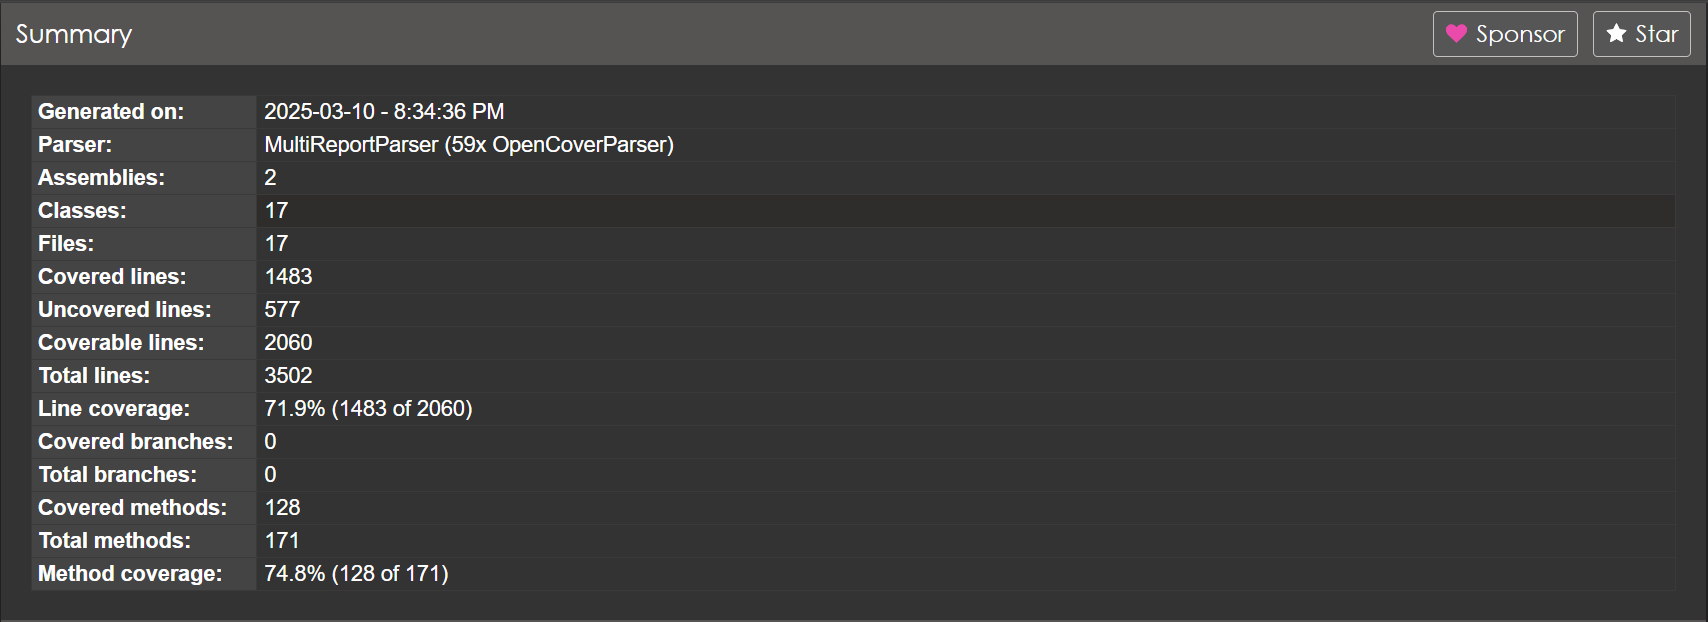 Summary
Sponsor
Star
Generated on: 2025-03-10 - 8:34:36 PM
Parser: MultiReportParser (59x OpenCoverParser)
Assemblies: 2
Classes: 17
Files: 17
Covered lines: 1483
Uncovered lines: 577
Coverable lines: 2060
Total lines: 3502
Line coverage: 71.9% (1483 of 2060)
Covered branches: 0
Total branches: 0
Covered methods: 128
Total methods: 171
Method coverage: 74.8% (128 of 171)